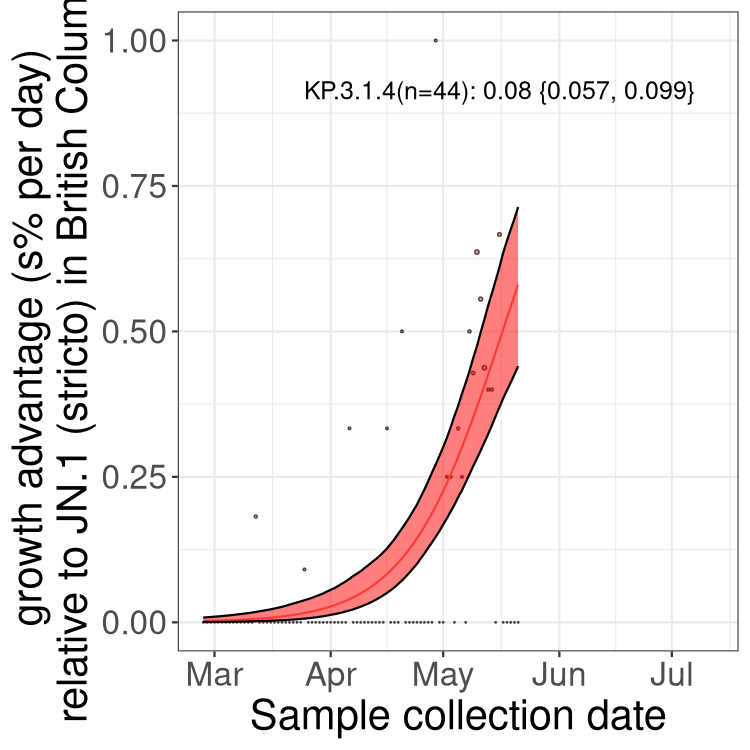 growth advantage (s% per day)
relative to JN.1 (stricto) in British Colum
1.00
0.75
0.50
0.25
0.00
KP.3.1.4(n=44): 0.08 {0.057, 0.099}
Mar Apr May Jun Jul
Sample collection date